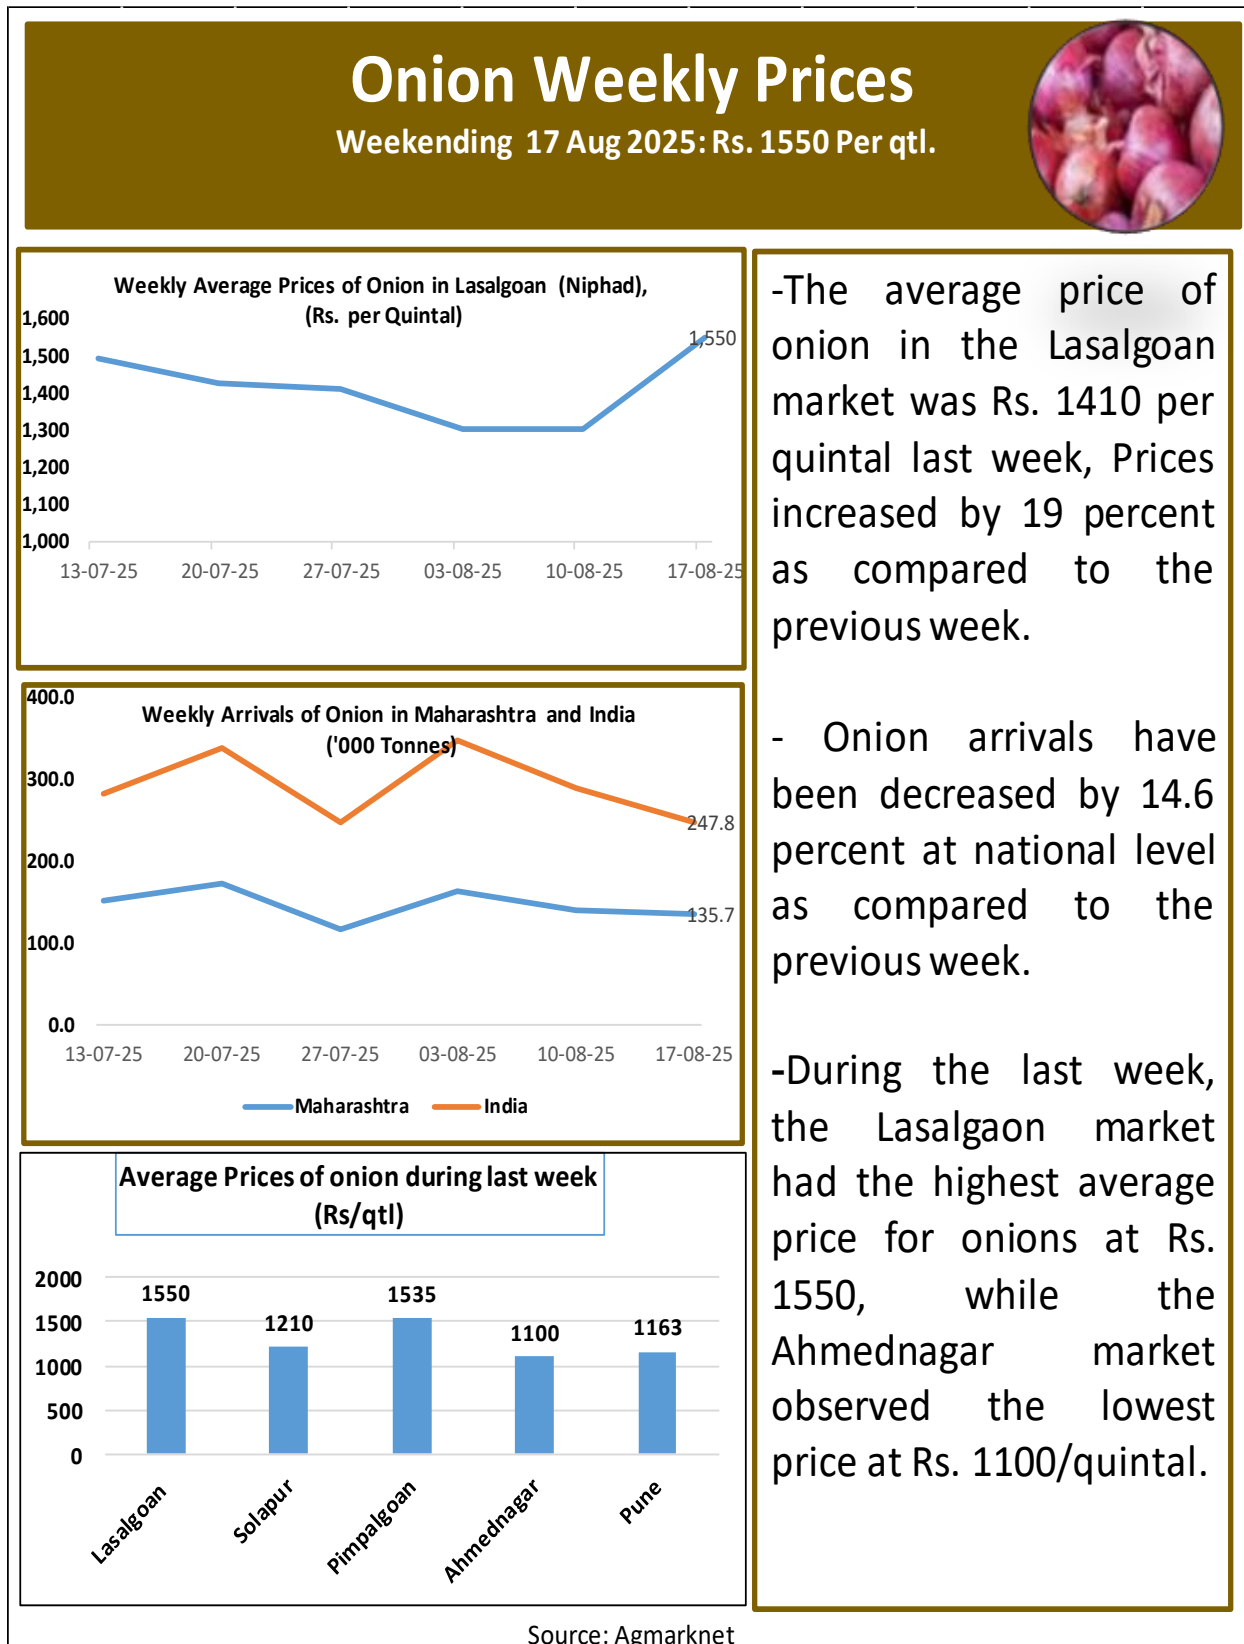 Onion Weekly Prices
Weekending 17 Aug 2025: Rs. 1550 Per qtl.
Weekly Average Prices of Onion in Lasalgoan (Niphad),
(Rs. per Quintal)
1,600
1,500
1,400
1,300
1,200
1,100
1,000
1,550
13-07-25 20-07-25 27-07-25 03-08-25 10-08-25 17-08-25
400.0
Weekly Arrivals of Onion in Maharashtra and India
('000 Tonnes)
300.0
200.0
100.0
0.0
247.8
135.7
13-07-25 20-07-25 27-07-25 03-08-25 10-08-25 17-08-25
Maharashtra India
Average Prices of onion during last week
(Rs/qtl)
2000
1500
1000
500
0
1550 1210 1535 1100 1163
Lasalgoan Solapur Pimpalgoan Ahmednagar Pune
-The average price of
onion in the Lasalgoan
market was Rs. 1410 per
quintal last week, Prices
increased by 19 percent
as compared to the
previous week.
- Onion arrivals have
been decreased by 14.6
percent at national level
as compared to the
previous week.
-During the last week,
the Lasalgaon market
had the highest average
price for onions at Rs.
1550, while the
Ahmednagar market
observed the lowest
price at Rs. 1100/quintal.
Source: Agmarknet